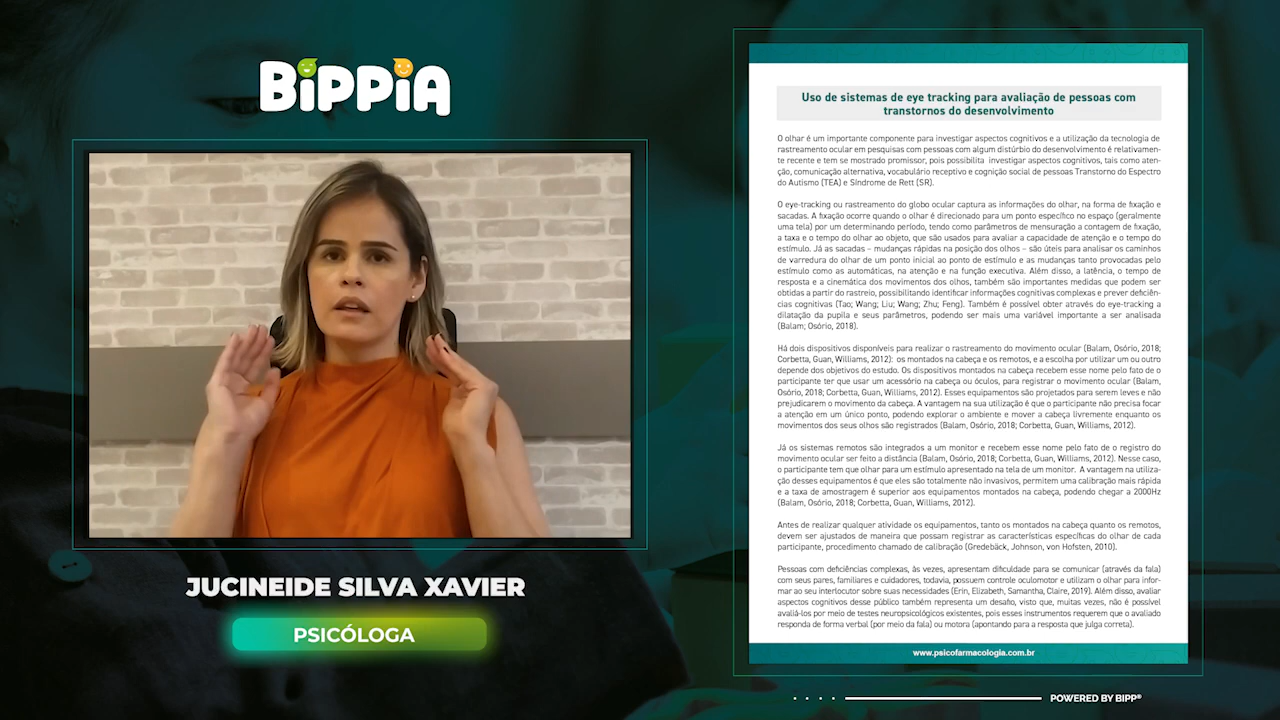 BiPPiA
JUCINEIDE SILVA XAVIER
PSICÓLOGA
Uso de sistemas de eye tracking para avaliação de pessoas com
transtornos do desenvolvimento
O olhar é um importante componente para investigar aspectos cognitivos e a utilização da tecnologia de
rastreamento ocular em pesquisas com pessoas com algum distúrbio do desenvolvimento é relativamen-
te recente e tem se mostrado promissor, pois possibilita investigar aspectos cognitivos, tais como aten-
ção, comunicação alternativa, vocabulário receptivo e cognição social de pessoas Transtorno do Espectro
do Autismo (TEA) e Síndrome de Rett (SR).
O eye-tracking ou rastreamento do globo ocular captura as informações do olhar, na forma de fixação e
sacadas. A fixação ocorre quando o olhar é direcionado para um ponto específico no espaço (geralmente
uma tela) por um determinando período, tendo como parâmetros de mensuração a contagem de fixação,
a taxa e o tempo do olhar ao objeto, que são usados para avaliar a capacidade de atenção e o tempo do
estímulo. Já as sacadas – mudanças rápidas na posição dos olhos – são úteis para analisar os caminhos
de varredura do olhar de um ponto inicial ao ponto de estímulo e as mudanças tanto provocadas pelo
estímulo como as automáticas, na atenção e na função executiva. Além disso, a latência, o tempo de
resposta e a cinemática dos movimentos dos olhos, também são importantes medidas que podem ser
obtidas a partir do rastreio, possibilitando identificar informações cognitivas complexas e prever deficiên-
cias cognitivas (Tao; Wang; Liu; Wang; Zhu; Feng). Também é possível obter através do eye-tracking a
dilatação da pupila e seus parâmetros, podendo ser mais uma variável importante a ser analisada
(Balam; Osório, 2018).
Há dois dispositivos disponíveis para realizar o rastreamento do movimento ocular (Balam, Osório, 2018;
Corbetta, Guan, Williams, 2012): os montados na cabeça e os remotos, e a escolha por utilizar um ou outro
depende dos objetivos do estudo. Os dispositivos montados na cabeça recebem esse nome pelo fato de o
participante ter que usar um acessório na cabeça ou óculos, para registrar o movimento ocular (Balam,
Osório, 2018; Corbetta, Guan, Williams, 2012). Esses equipamentos são projetados para serem leves e não
prejudicarem o movimento da cabeça. A vantagem na sua utilização é que o participante não precisa focar
a atenção em um único ponto, podendo explorar o ambiente e mover a cabeça livremente enquanto os
movimentos dos seus olhos são registrados (Balam, Osório, 2018; Corbetta, Guan, Williams, 2012).
Já os sistemas remotos são integrados a um monitor e recebem esse nome pelo fato de o registro do
movimento ocular ser feito a distância (Balam, Osório, 2018; Corbetta, Guan, Williams, 2012). Nesse caso,
o participante tem que olhar para um estímulo apresentado na tela de um monitor. A vantagem na utiliza-
ção desses equipamentos é que eles são totalmente não invasivos, permitem uma calibração mais rápida
e a taxa de amostragem é superior aos equipamentos montados na cabeça, podendo chegar a 2000Hz
(Balam, Osório, 2018; Corbetta, Guan, Williams, 2012).
Antes de realizar qualquer atividade os equipamentos, tanto os montados na cabeça quanto os remotos,
devem ser ajustados de maneira que possam registrar as características específicas do olhar de cada
participante, procedimento chamado de calibração (Gredebäck, Johnson, von Hofsten, 2010).
Pessoas com deficiências complexas, às vezes, apresentam dificuldade para se comunicar (através da fala)
com seus pares, familiares e cuidadores, todavia, possuem controle oculomotor e utilizam o olhar para infor-
mar ao seu interlocutor sobre suas necessidades (Erin, Elizabeth, Samantha, Claire, 2019). Além disso, avaliar
aspectos cognitivos desse público também representa um desafio, visto que, muitas vezes, não é possível
avaliá-los por meio de testes neuropsicológicos existentes, pois esses instrumentos requerem que o avaliado
responda de forma verbal (por meio da fala) ou motora (apontando para a resposta que julga correta).
www.psicofarmacologia.com.br
POWERED BY BIPP®